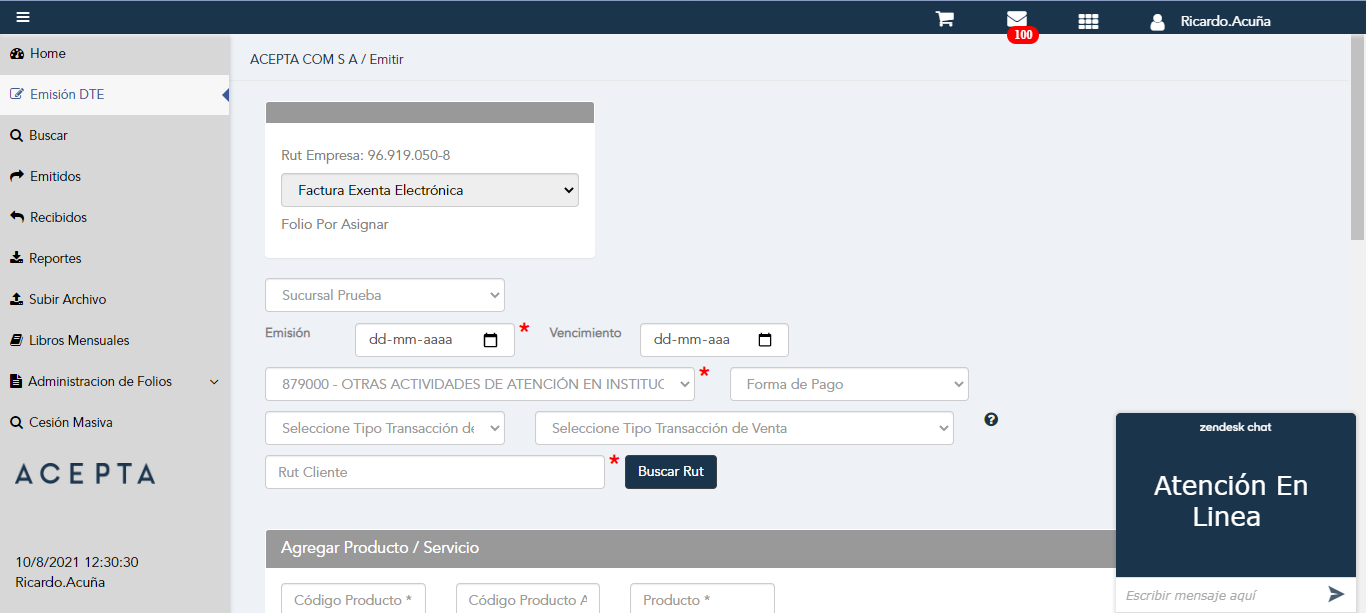 100
Ricardo.Acuña
Home
Emisión DTE
Buscar
Emitidos
Recibidos
Reportes
Subir Archivo
Libros Mensuales
Administracion de Folios
Cesión Masiva
ACEPTA
10/8/2021 12:30:30
Ricardo.Acuña
ACEPTA COM S A / Emitir
Rut Empresa: 96.919.050-8
Factura Exenta Electrónica
Folio Por Asignar
Sucursal Prueba
Emisión dd-mm-aaaa * Vencimiento dd-mm-aaa
879000 - OTRAS ACTIVIDADES DE ATENCIÓN EN INSTITUC * Forma de Pago
Seleccione Tipo Transacción de Seleccione Tipo Transacción de Venta ?
Rut Cliente * Buscar Rut
Agregar Producto / Servicio
Código Producto * Código Producto A Producto *
zendesk chat
Atención En
Linea
Escribir mensaje aquí